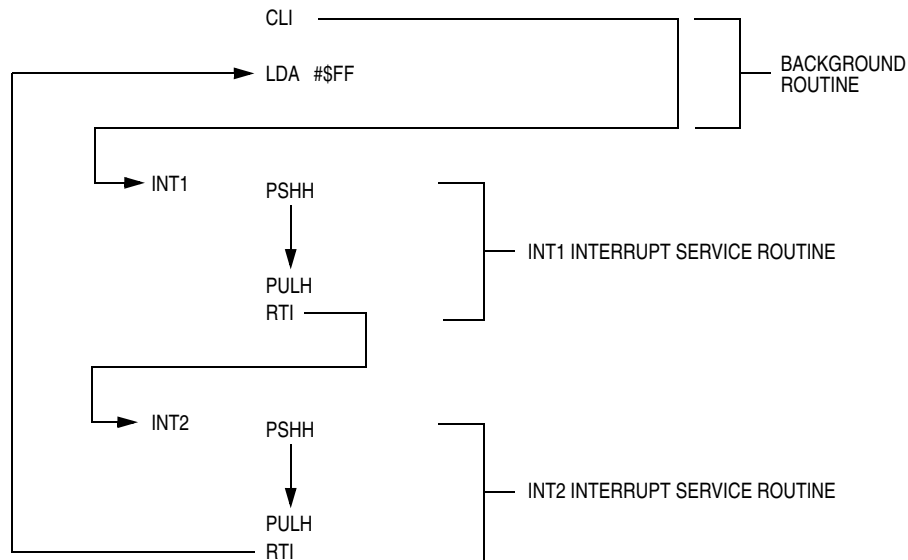 CLI
LDA #$FF
BACKGROUND
ROUTINE
INT1
PSHH
INT1 INTERRUPT SERVICE ROUTINE
PULH
RTI
INT2
PSHH
INT2 INTERRUPT SERVICE ROUTINE
PULH
RTI